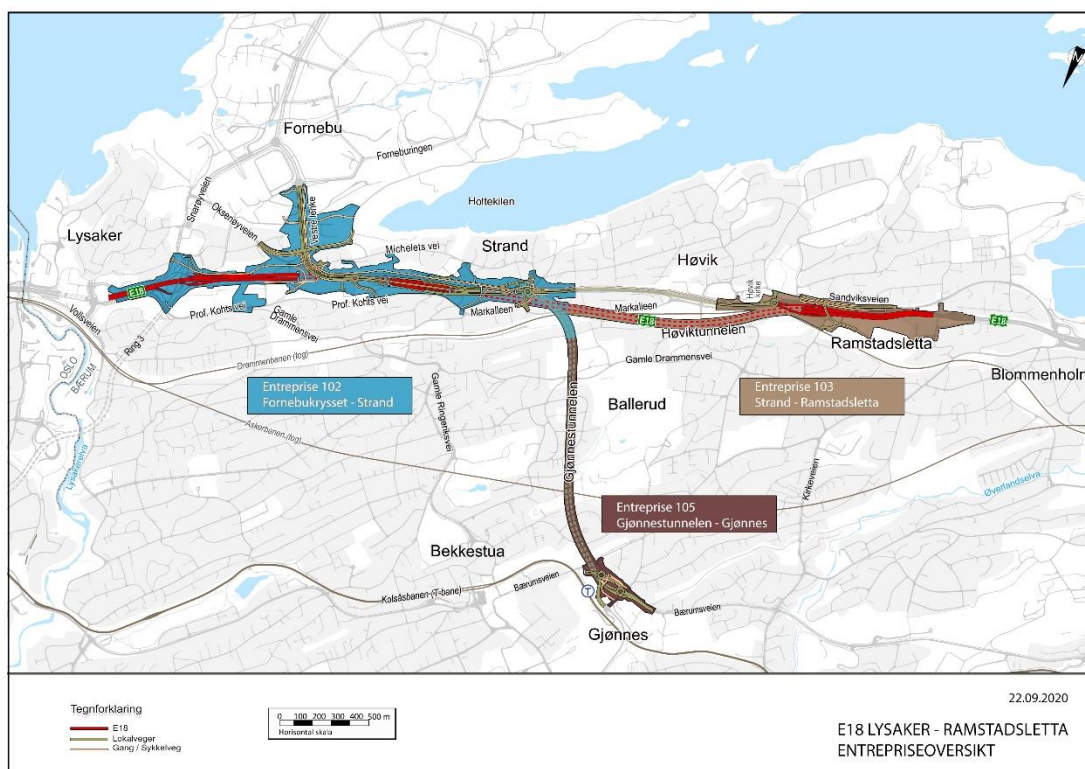 Fornebu
Forneburingen
Snarøyveien
Oksenøyveien
Vestre lenke
Holtekilen
Lysaker
Michelets vei
Strand
Høvik
E18
Prof. Kohts vei
Prof. Kohts vei
Gamle
Drammensvei
Markalleen
Markalleen
Høvik
kirke
Sandviksveien
E18
Høviktunnelen
E18
Ramstadsletta
Vollsveien
Ring 3
OSLO
BÆRUM
Drammenbanen (tog)
Gamle Drammensvei
Blommenholm
Entreprise 102
Fornebukrysset - Strand
Gamle Ringeriksvei
Ballerud
Entreprise 103
Strand - Ramstadsletta
Askerbanen (tog)
Gjønnestunnelen
Kirkeveien
Lysakerelva
Øverlandselva
Entreprise 105
Gjønnestunnelen - Gjønnes
Bekkestua
Kolsåsbanen (T-bane)
Bærumsveien
T
Bærumsveien
Gjønnes
22.09.2020
Tegnforklaring
E18
Lokalveger
Gang / Sykkelveg
0 100 200 300 400 500 m
Horisontal skala
E18 LYSAKER - RAMSTADSLETTA
ENTREPRISEOVERSIKT